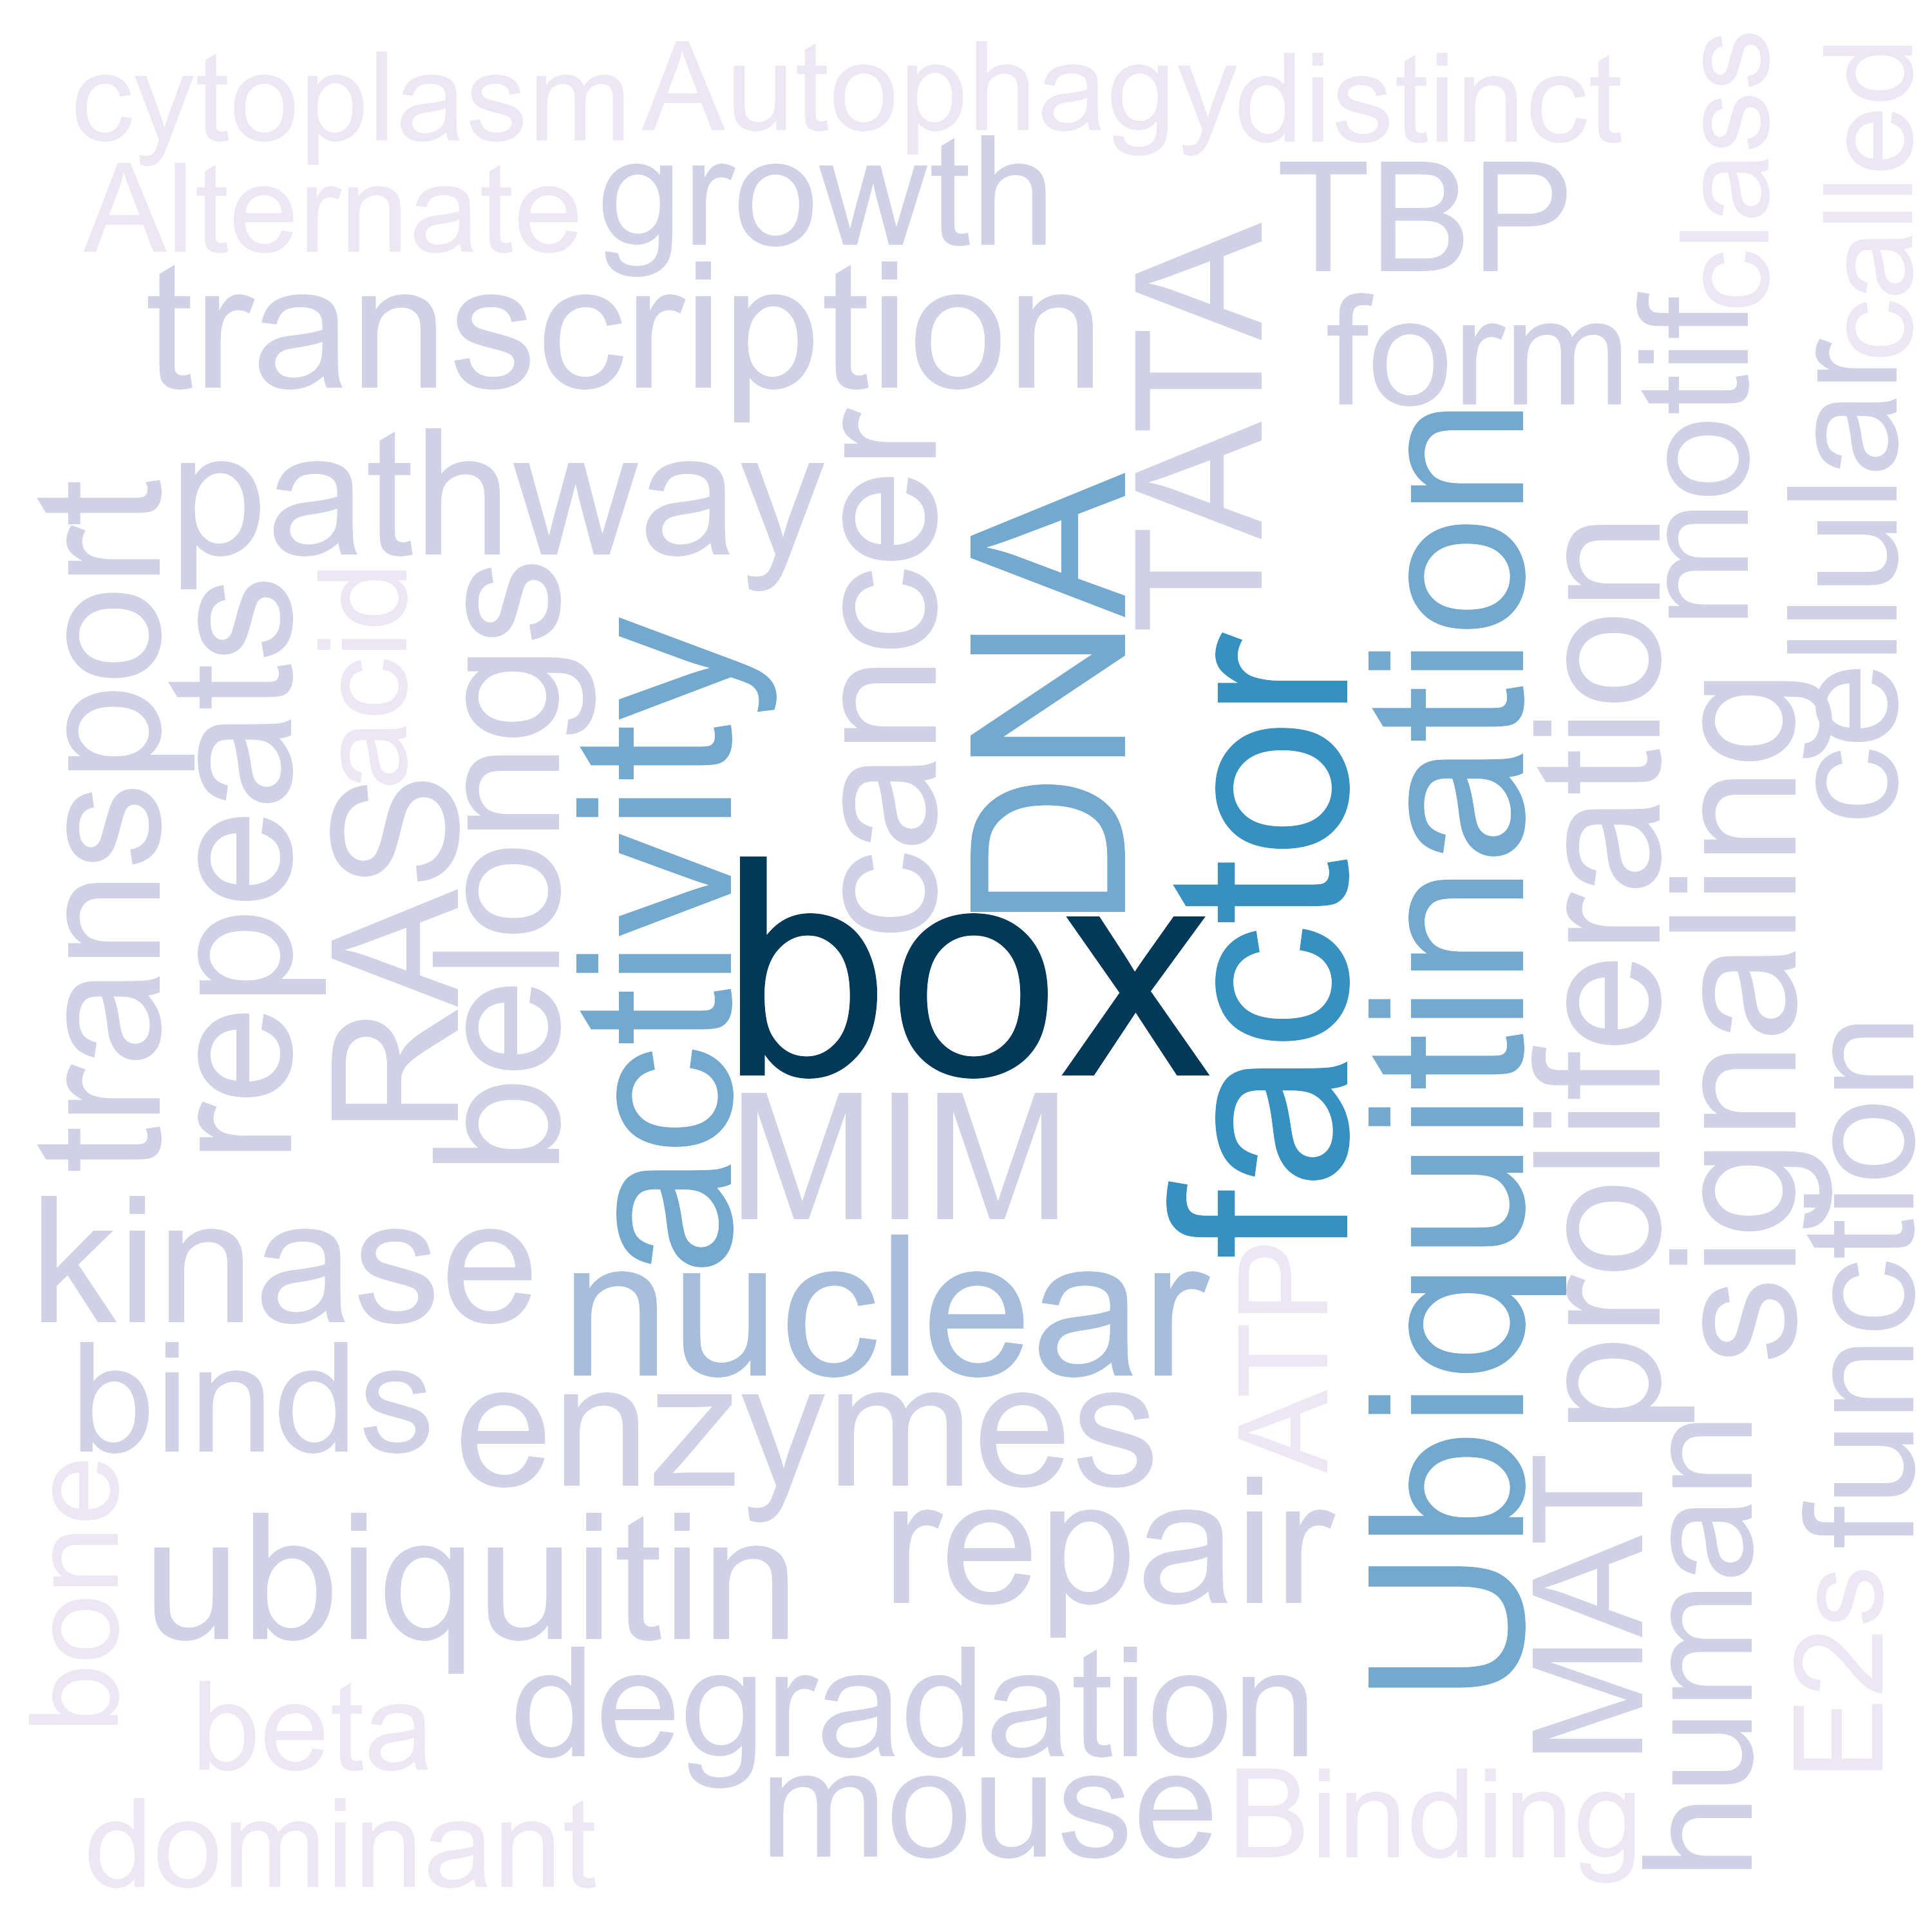 cytoplasm Autophagy distinct
class
called
Alternate growth TBP
transcription TATA form motif
cellular
pathway cancer
transport
repeats
acid
RAS
belongs
activity
DNA
box
factor
Ubiquitination
proliferation
signaling
MIM
kinase nuclear
ATP
function
binds enzymes
bone
ubiquitin repair
MAT
human
E2s
beta degradation
mouse Binding
dominant